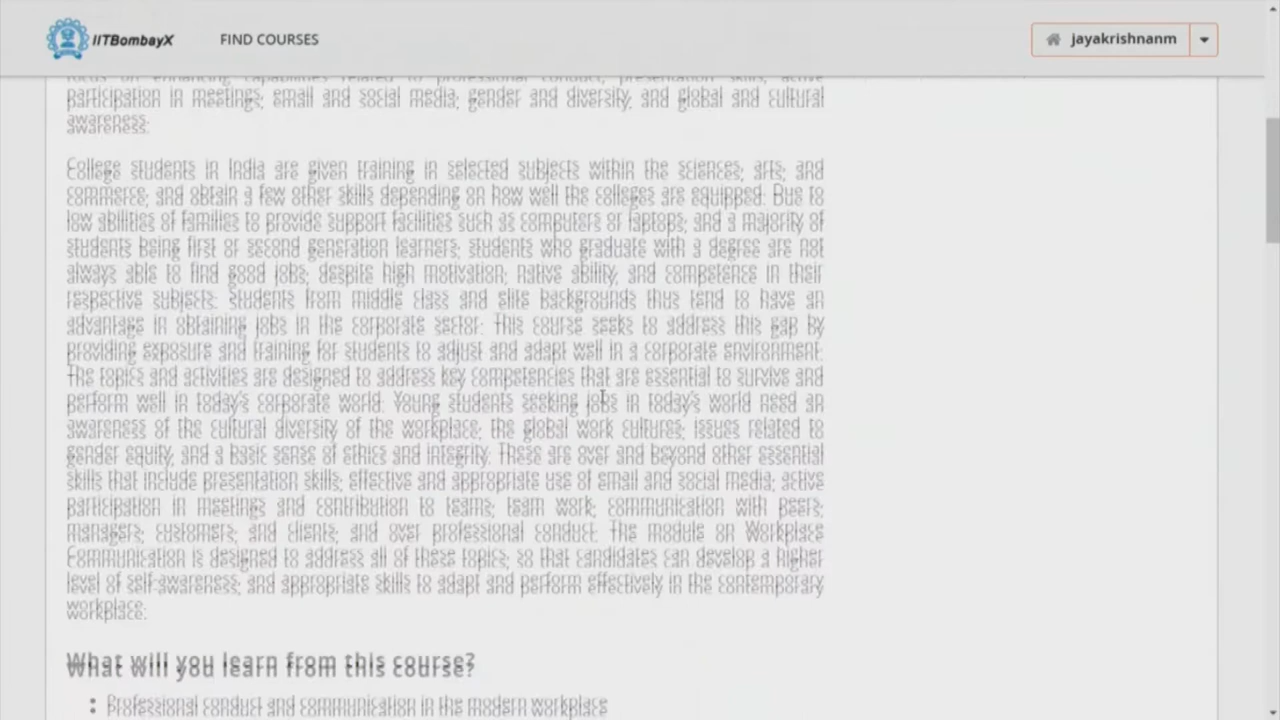 IITBombayX FIND COURSES jayakrishnanm
focus on enhancing capabilities related to professional conduct, presentation skills, active
participation in meetings, email and social media, gender and diversity, and global and cultural
awareness.
College students in India are given training in selected subjects within the sciences, arts, and
commerce, and obtain a few other skills depending on how well the colleges are equipped. Due to
low abilities of families to provide support facilities such as computers or laptops, and a majority of
students being first or second generation learners, students who graduate with a degree are not
always able to find good jobs, despite high motivation, native ability, and competence in their
respective subjects. Students from middle class and elite backgrounds thus tend to have an
advantage in obtaining jobs in the corporate sector. This course seeks to address this gap by
providing exposure and training for students to adjust and adapt well in a corporate environment.
The topics and activities are designed to address key competencies that are essential to survive and
perform well in today's corporate world. Young students seeking jobs in today's world need an
awareness of the cultural diversity of the workplace, the global work cultures, issues related to
gender equity, and a basic sense of ethics and integrity. These are over and beyond other essential
skills that include presentation skills, effective and appropriate use of email and social media, active
participation in meetings and contribution to teams, team work, communication with peers,
managers, customers, and clients, and over professional conduct. The module on Workplace
Communication is designed to address all of these topics, so that candidates can develop a higher
level of self-awareness, and appropriate skills to adapt and perform effectively in the contemporary
workplace.
What will you learn from this course?
• Professional conduct and communication in the modern workplace